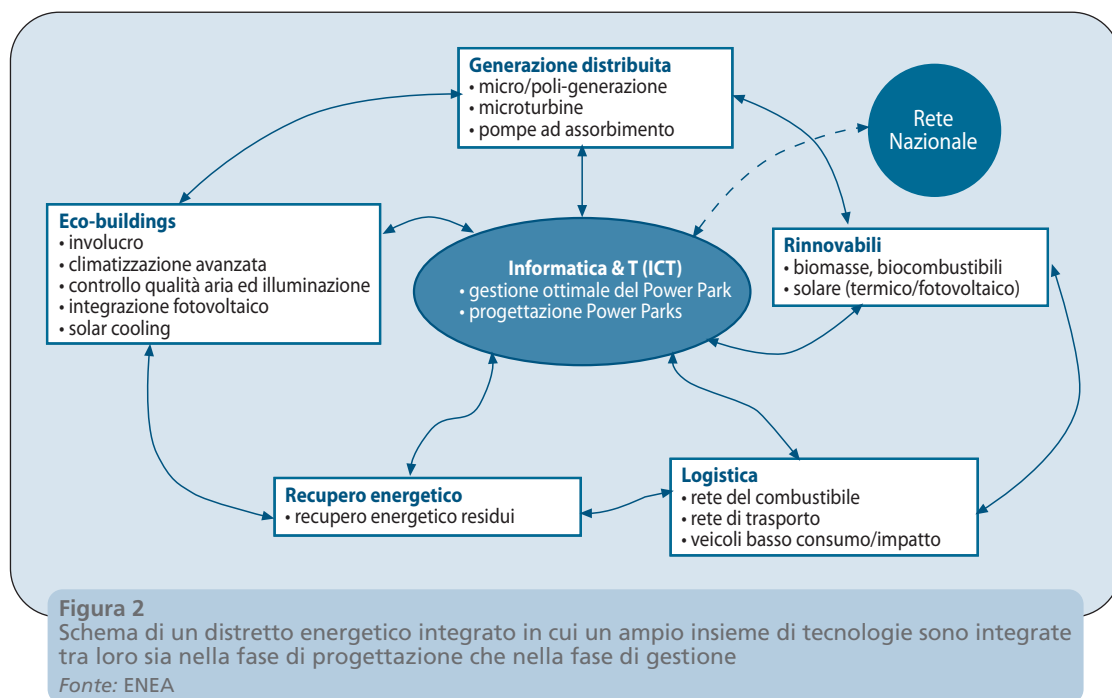 Generazione distribuita
• micro/poli-generazione
• microturbine
• pompe ad assorbimento
Rete
Nazionale
Eco-buildings
• involucro
• climatizzazione avanzata
• controllo qualità aria ed illuminazione
• integrazione fotovoltaico
• solar cooling
Informatica & T (ICT)
• gestione ottimale del Power Park
• progettazione Power Parks
Rinnovabili
• biomasse, biocombustibili
• solare (termico/fotovoltaico)
Recupero energetico
• recupero energetico residui
Logistica
• rete del combustibile
• rete di trasporto
• veicoli basso consumo/impatto
Figura 2
Schema di un distretto energetico integrato in cui un ampio insieme di tecnologie sono integrate
tra loro sia nella fase di progettazione che nella fase di gestione
Fonte: ENEA